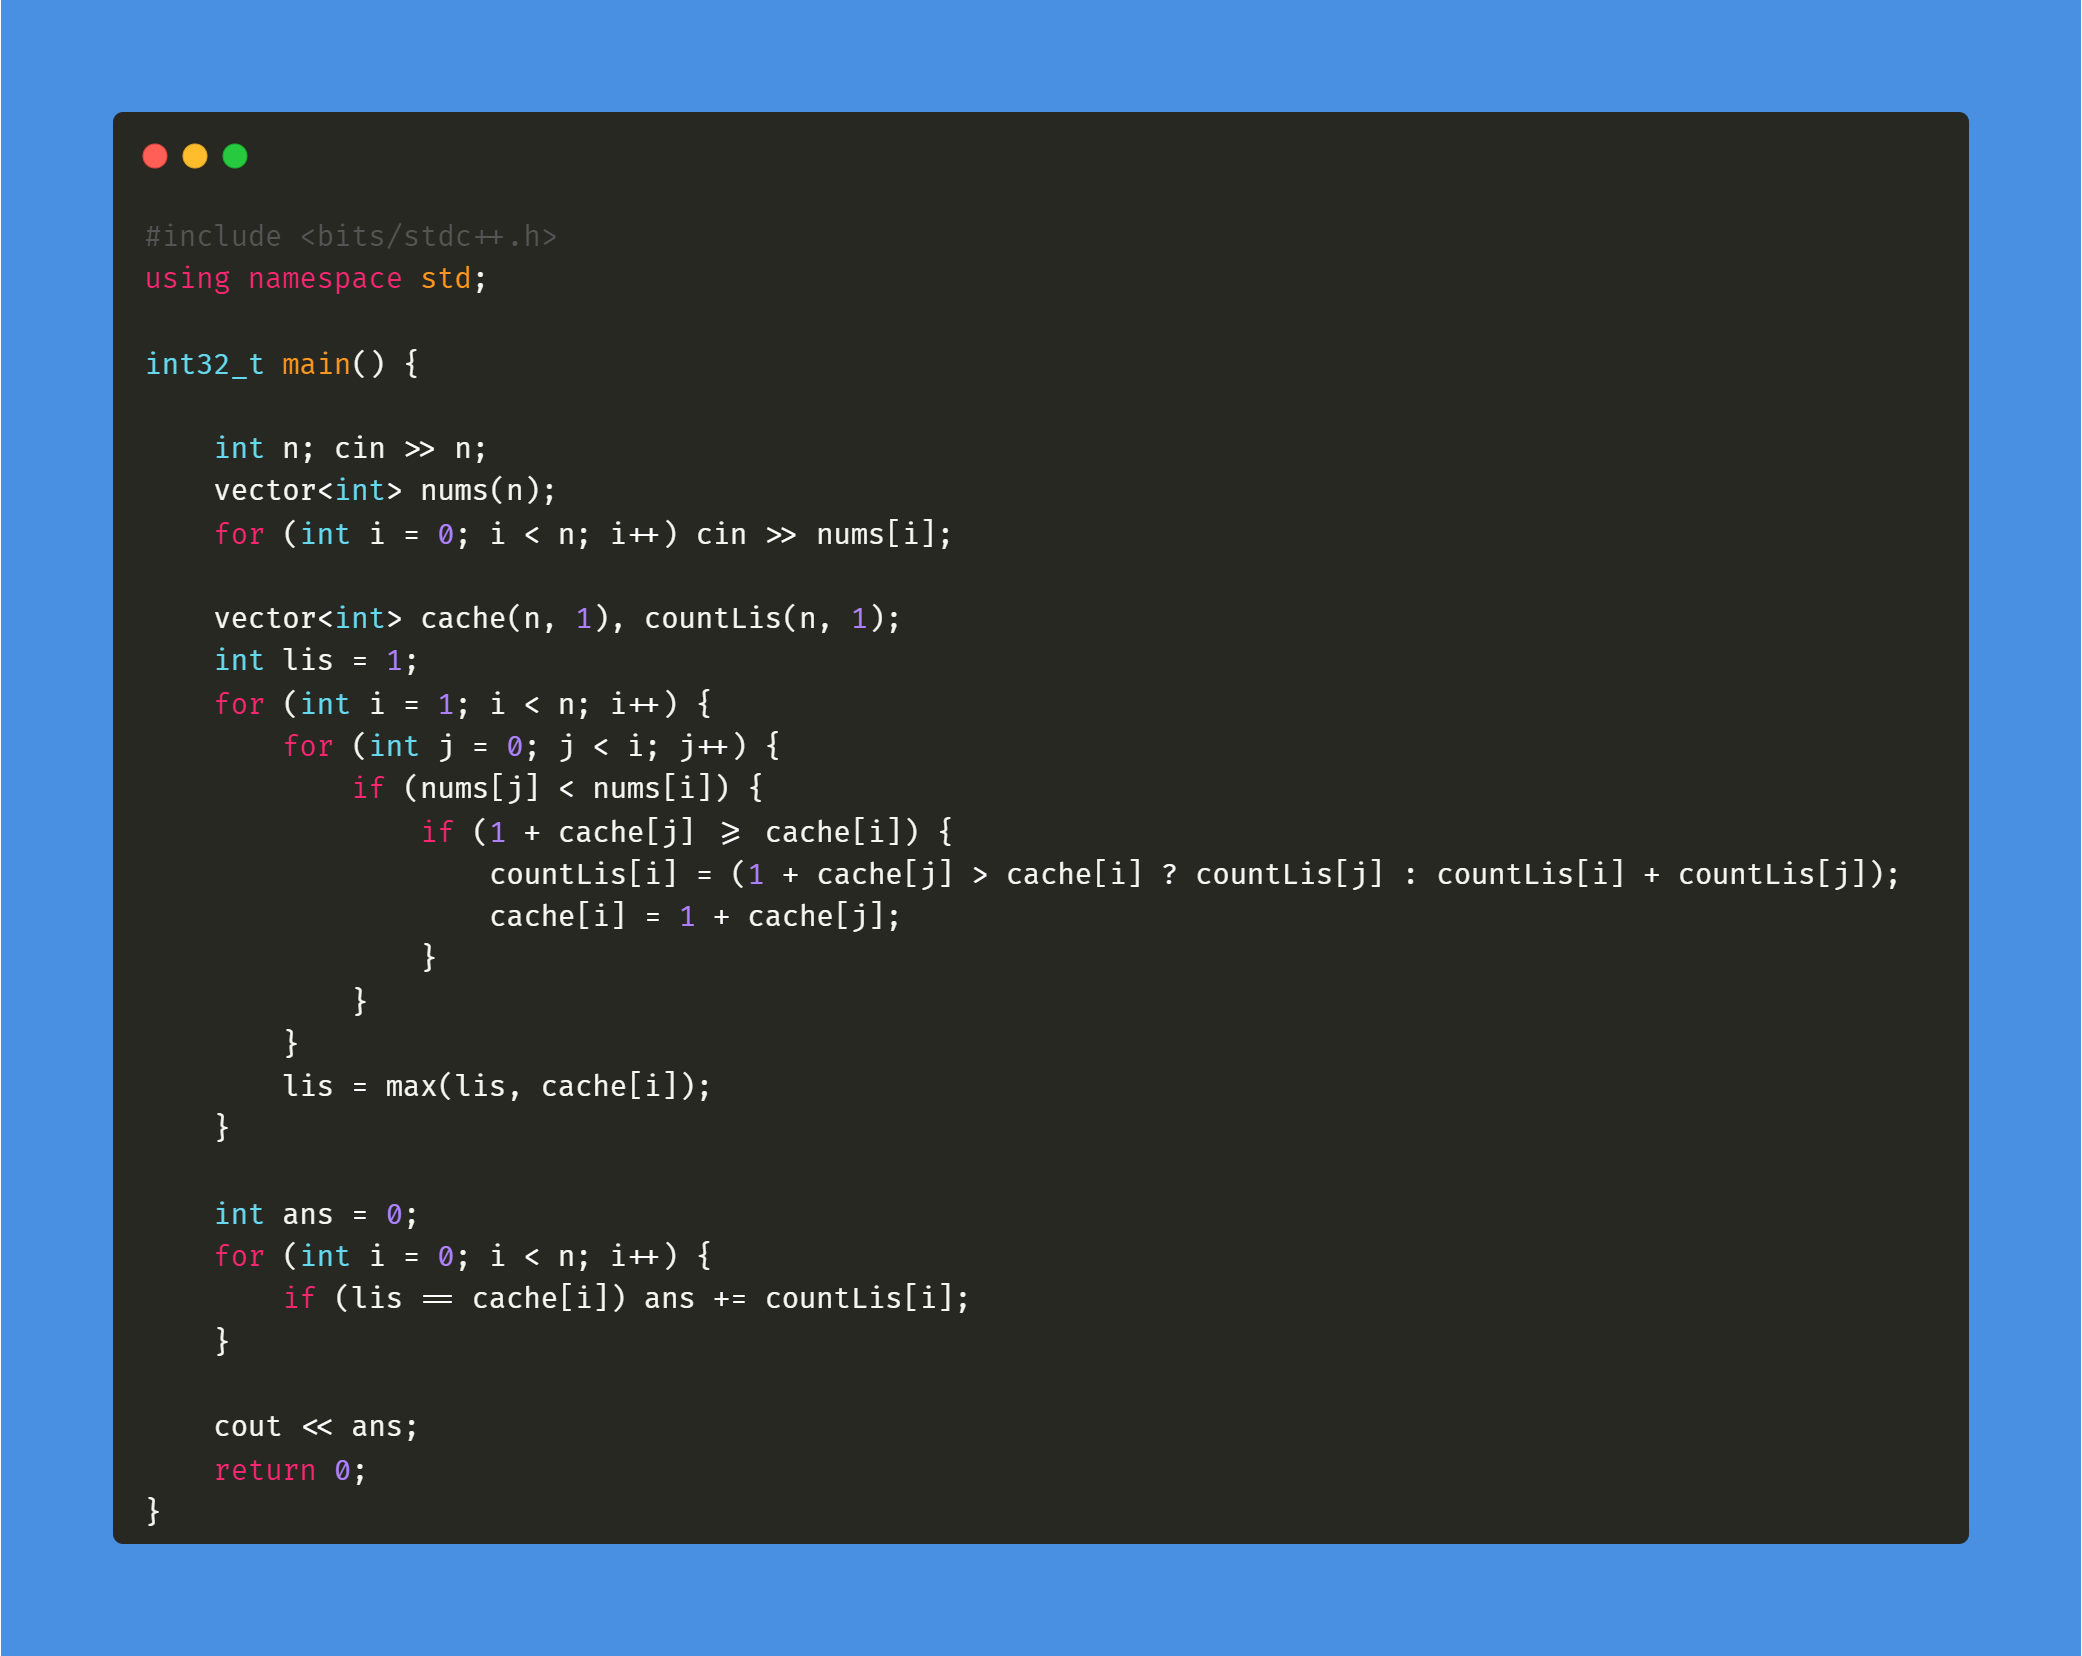 #include <bits/stdc++.h>
using namespace std;

int32_t main() {

    int n; cin >> n;
    vector<int> nums(n);
    for (int i = 0; i < n; i++) cin >> nums[i];

    vector<int> cache(n, 1), countLis(n, 1);
    int lis = 1;
    for (int i = 1; i < n; i++) {
        for (int j = 0; j < i; j++) {
            if (nums[j] < nums[i]) {
                if (1 + cache[j] >= cache[i]) {
                    countLis[i] = (1 + cache[j] > cache[i] ? countLis[j] : countLis[i] + countLis[j]);
                    cache[i] = 1 + cache[j];
                }
            }
        }
        lis = max(lis, cache[i]);
    }

    int ans = 0;
    for (int i = 0; i < n; i++) {
        if (lis == cache[i]) ans += countLis[i];
    }

    cout << ans;
    return 0;
}